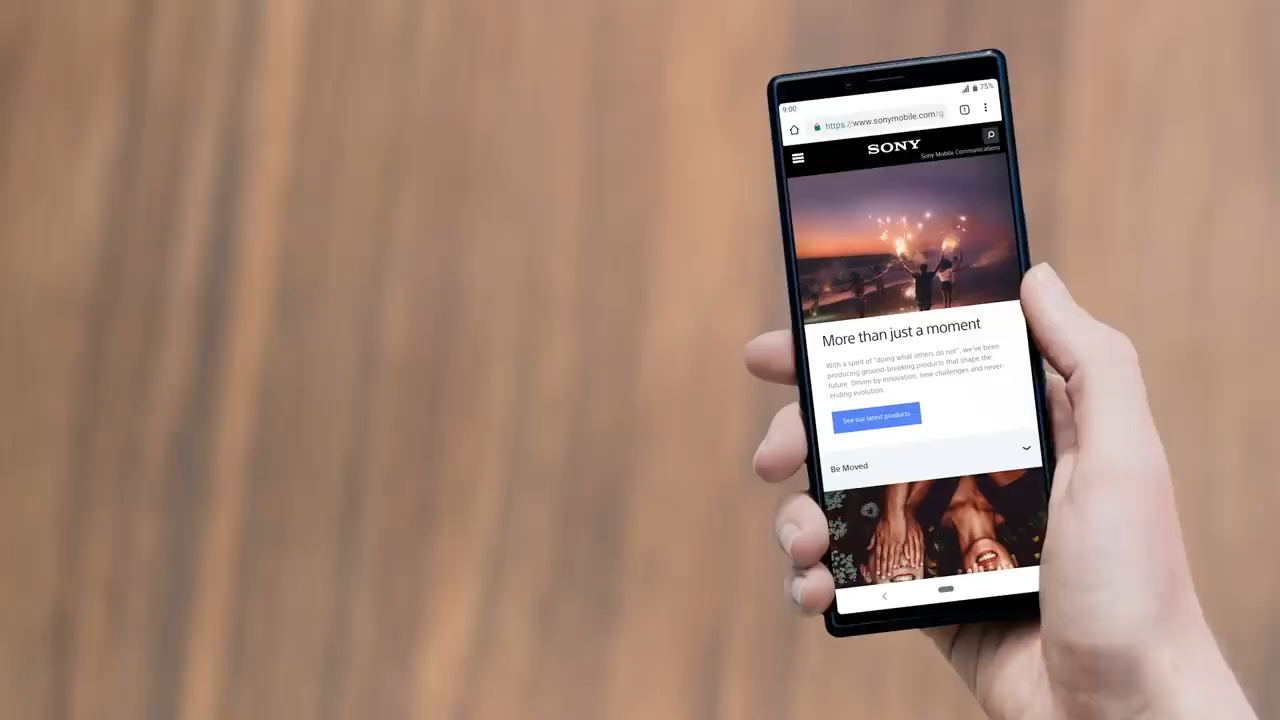 9:00
75%
https://www.sonymobile.com/g
1
SONY
Sony Mobile Communications
More than just a moment
With a spirit of "doing what others do not", we've been
producing ground-breaking products that shape the
future. Driven by innovation, new challenges and never-
ending evolution.
See our latest products
Be Moved